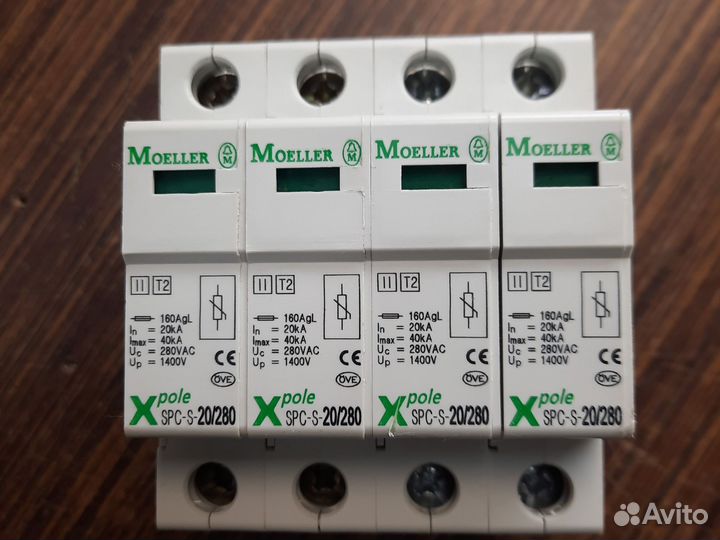 MOELLER M
II T2
160AgL
In = 20kA
Imax = 40kA
Uc = 280VAC
Up = 1400V
CE
ÖVE
Xpole
SPC-S-20/280
MOELLER M
II T2
160AgL
In = 20kA
Imax = 40kA
Uc = 280VAC
Up = 1400V
CE
ÖVE
Xpole
SPC-S-20/280
MOELLER M
II T2
160AgL
In = 20kA
Imax = 40kA
Uc = 280VAC
Up = 1400V
CE
ÖVE
Xpole
SPC-S-20/280
MOELLER M
II T2
160AgL
In = 20kA
Imax = 40kA
Uc = 280VAC
Up = 1400V
CE
ÖVE
Xpole
SPC-S-20/280
Avito